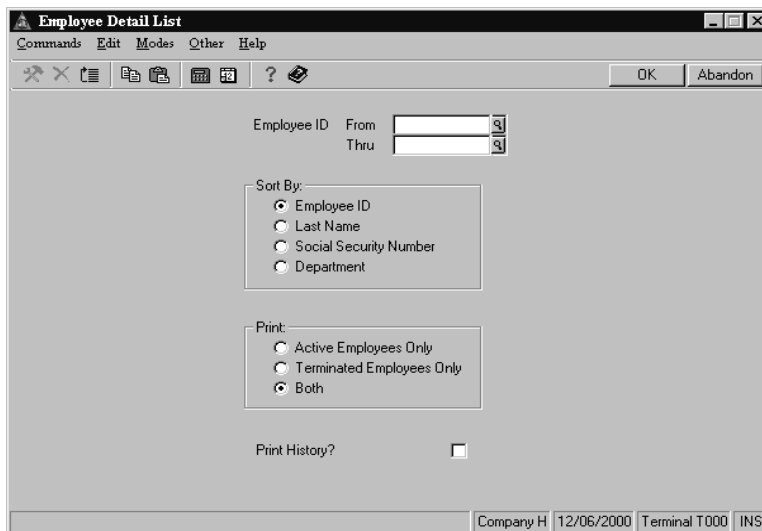 Employee Detail List
Commands Edit Modes Other Help
OK Abandon
Employee ID From
Thru
Sort By:
Employee ID
Last Name
Social Security Number
Department
Print:
Active Employees Only
Terminated Employees Only
Both
Print History?
Company H 12/06/2000 Terminal T000 INS